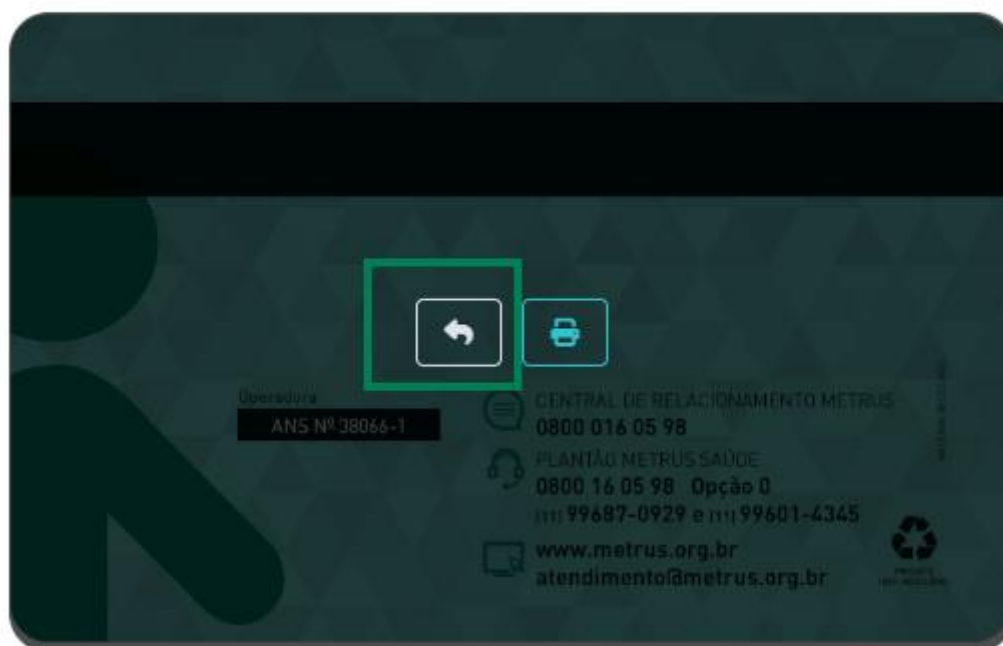 Operadora
ANS Nº 38066-1
CENTRAL DE RELACIONAMENTO METRUS
0800 016 05 98
PLANTÃO METRUS SAÚDE
0800 16 05 98 Opção 0
(11) 99687-0929 e (11) 99601-4345
www.metrus.org.br
atendimento@metrus.org.br